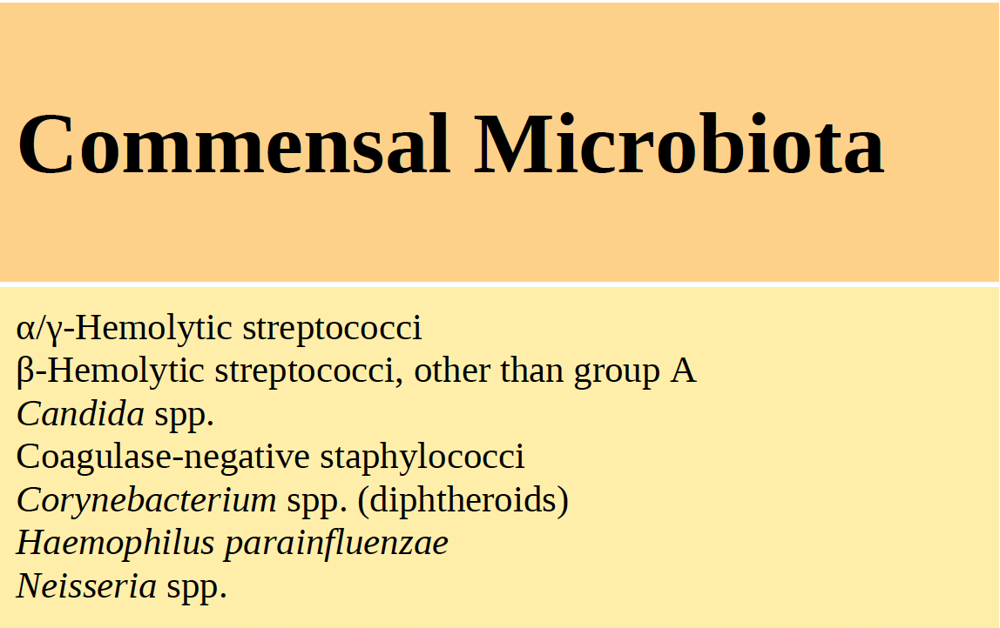 Commensal Microbiota
α/γ-Hemolytic streptococci
β-Hemolytic streptococci, other than group A
Candida spp.
Coagulase-negative staphylococci
Corynebacterium spp. (diphtheroids)
Haemophilus parainfluenzae
Neisseria spp.